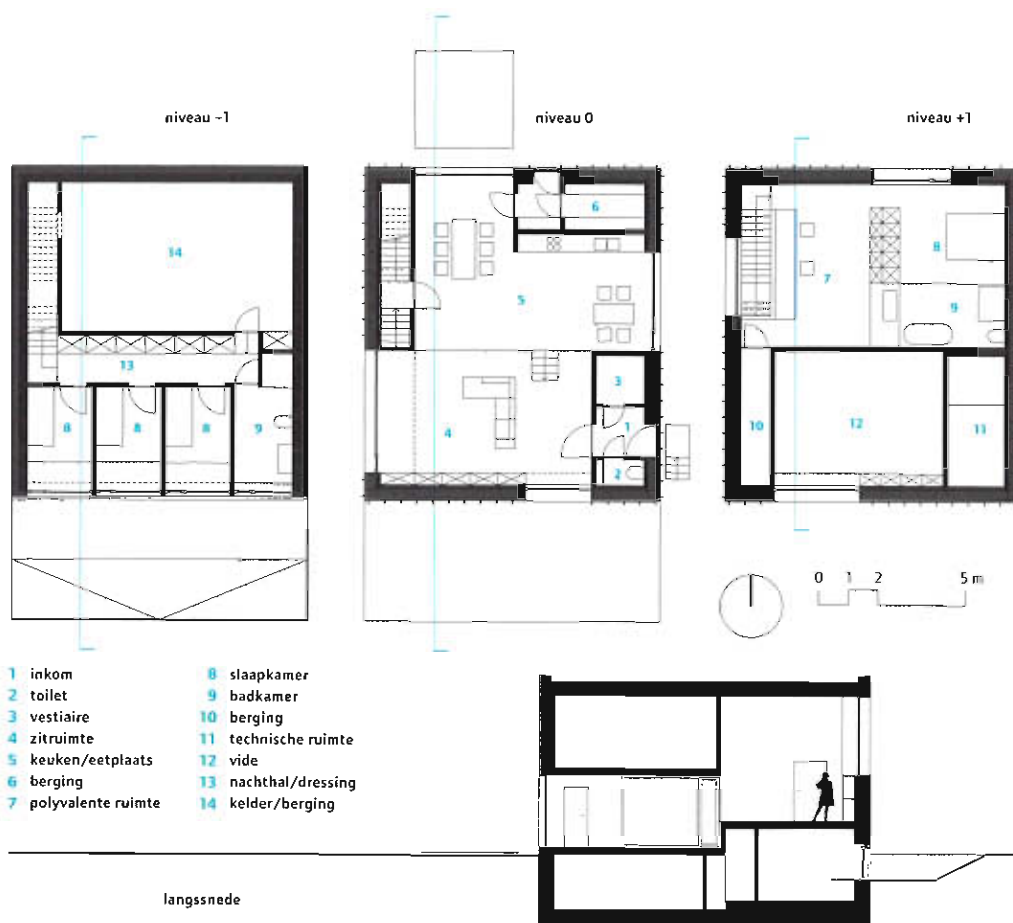 niveau -1
niveau 0
niveau +1
14
13
8
8
8
9
6
5
3
4
1
2
8
7
9
10
12
11
0 1 2 5 m
1 inkom
2 toilet
3 vestiaire
4 zitruimte
5 keuken/eetplaats
6 berging
7 polyvalente ruimte
8 slaapkamer
9 badkamer
10 berging
11 technische ruimte
12 vide
13 nachthal/dressing
14 kelder/berging
langssnede